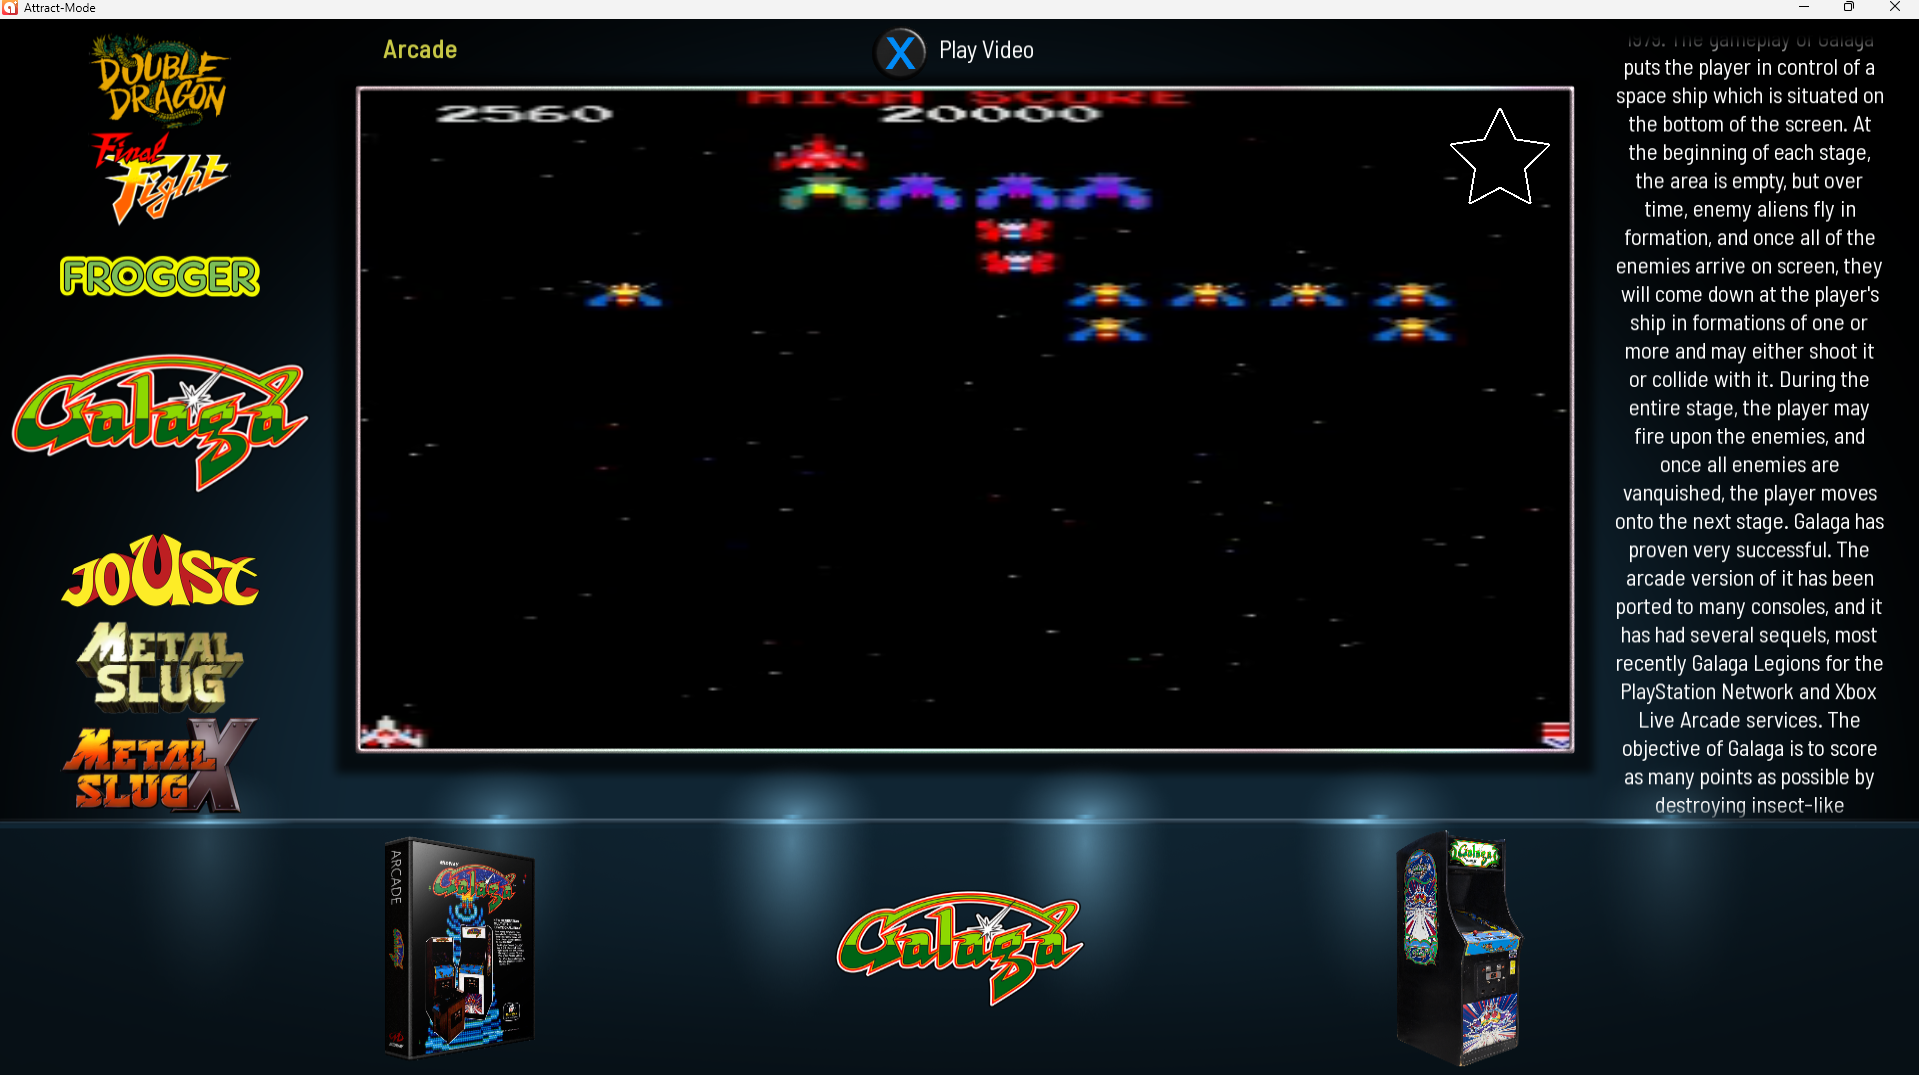 Attract-Mode
DOUBLE
DRAGON
Final
Fight
FROGGER
Galaga
JOUST
METAL
SLUG
METAL
SLUG X
Arcade
X Play Video
HIGH SCORE
2560 20000
1979. The gameplay of Galaga
puts the player in control of a
space ship which is situated on
the bottom of the screen. At
the beginning of each stage,
the area is empty, but over
time, enemy aliens fly in
formation, and once all of the
enemies arrive on screen, they
will come down at the player's
ship in formations of one or
more and may either shoot it
or collide with it. During the
entire stage, the player may
fire upon the enemies, and
once all enemies are
vanquished, the player moves
onto the next stage. Galaga has
proven very successful. The
arcade version of it has been
ported to many consoles, and it
has had several sequels, most
recently Galaga Legions for the
PlayStation Network and Xbox
Live Arcade services. The
objective of Galaga is to score
as many points as possible by
destroying insect-like
ARCADE
Galaga
Galaga
Galaga